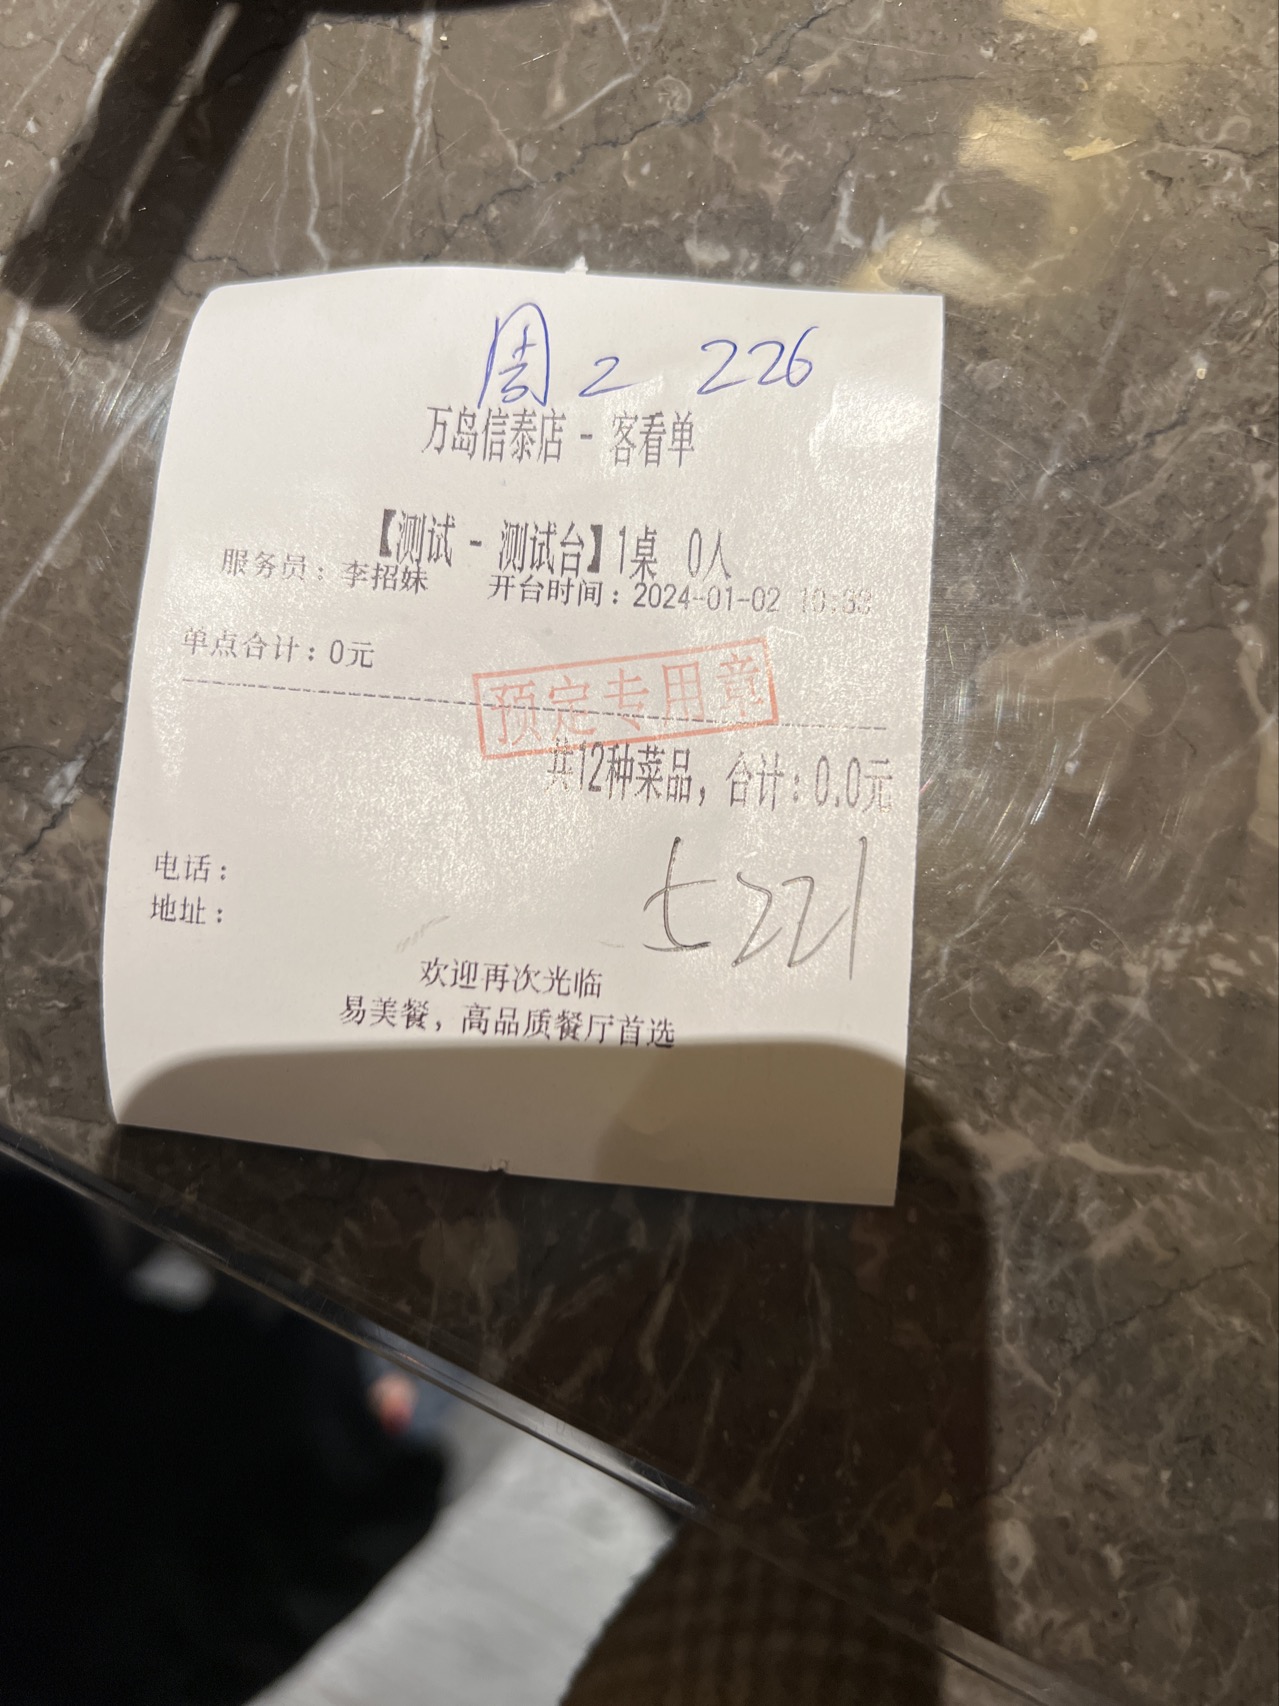 周2 226
万岛信泰店 - 客看单
【测试 - 测试台】1桌 0人
服务员：李招妹 开台时间：2024-01-02 10:33
单点合计：0元
预定专用章
共12种菜品，合计：0.0元
电话：
地址：
221
欢迎再次光临
易美餐，高品质餐厅首选